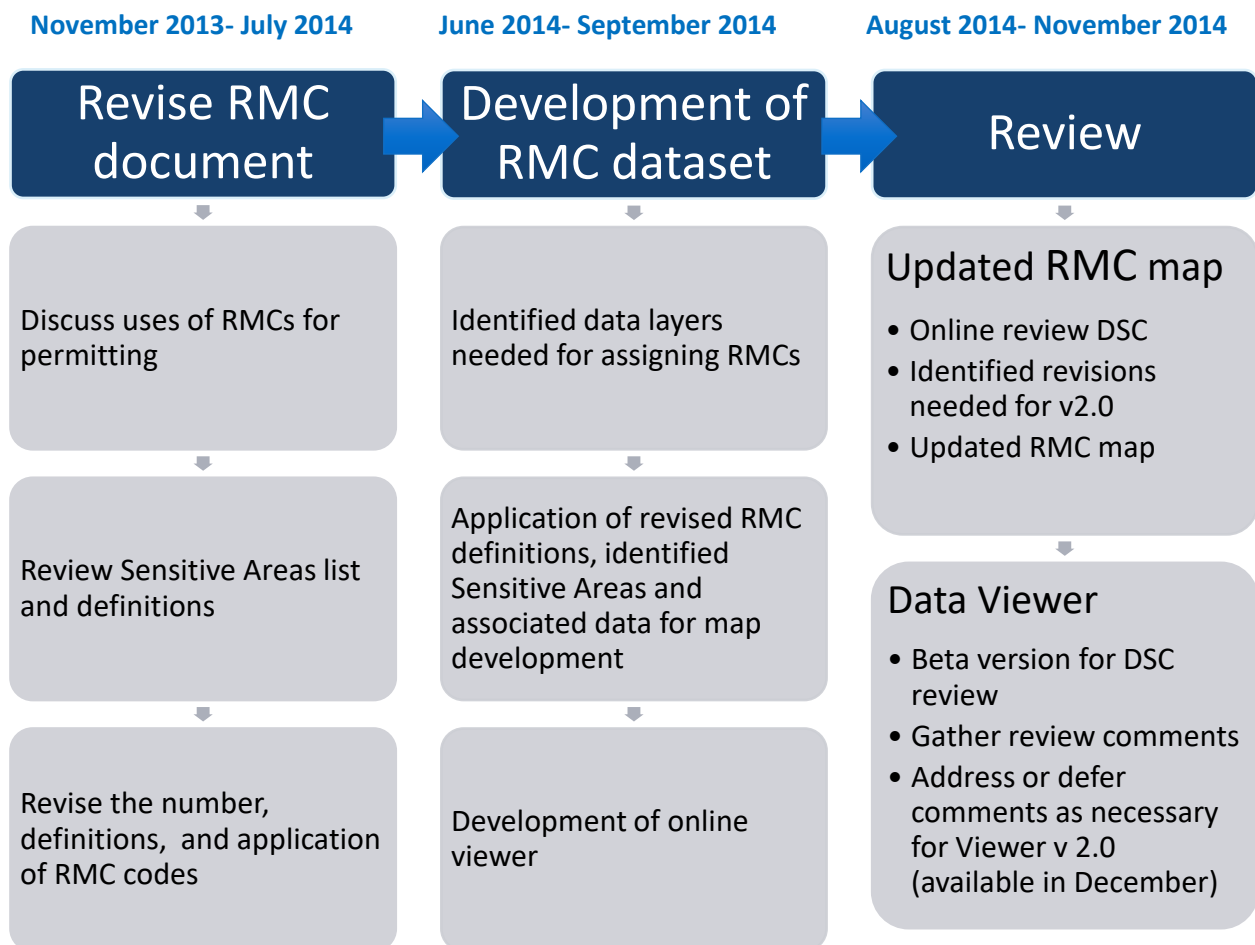 November 2013- July 2014
Revise RMC
document
Discuss uses of RMCs for
permitting
Review Sensitive Areas list
and definitions
Revise the number,
definitions,  and application
of RMC codes
June 2014- September 2014
Development of
RMC dataset
Identified data layers
needed for assigning RMCs
Application of revised RMC
definitions, identified
Sensitive Areas and
associated data for map
development
Development of online
viewer
August 2014- November 2014
Review
Updated RMC map
• Online review DSC
• Identified revisions
needed for v2.0
• Updated RMC map
Data Viewer
• Beta version for DSC
review
• Gather review comments
• Address or defer
comments as necessary
for Viewer v 2.0
(available in December)